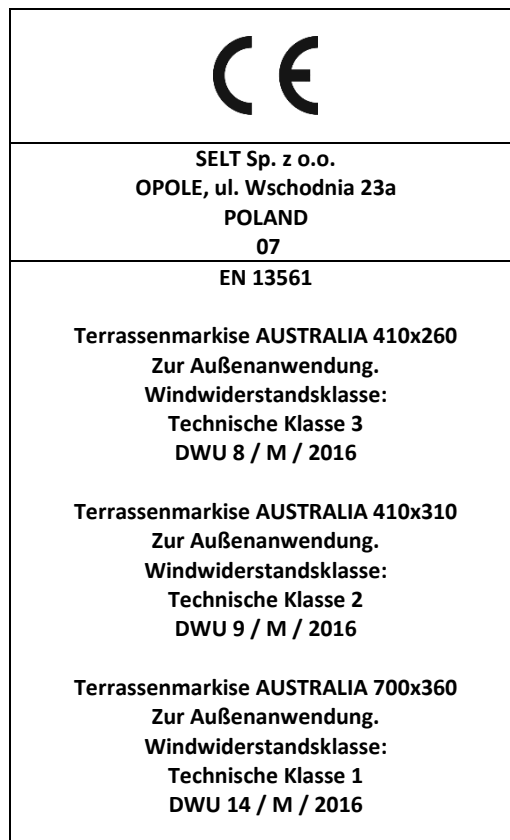 CE
SELT Sp. z o.o.
OPOLE, ul. Wschodnia 23a
POLAND
07
EN 13561
Terrassenmarkise AUSTRALIA 410x260
Zur Außenanwendung.
Windwiderstandsklasse:
Technische Klasse 3
DWU 8 / M / 2016
Terrassenmarkise AUSTRALIA 410x310
Zur Außenanwendung.
Windwiderstandsklasse:
Technische Klasse 2
DWU 9 / M / 2016
Terrassenmarkise AUSTRALIA 700x360
Zur Außenanwendung.
Windwiderstandsklasse:
Technische Klasse 1
DWU 14 / M / 2016